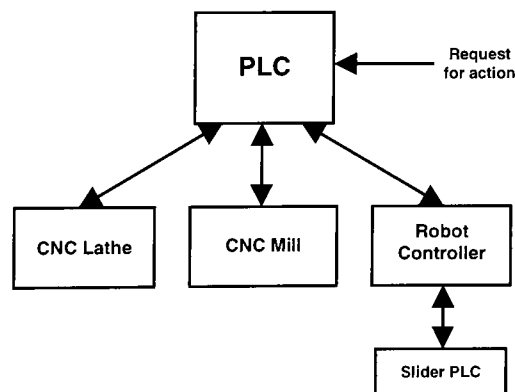 PLC
Request
for action
CNC Lathe
CNC Mill
Robot
Controller
Slider PLC